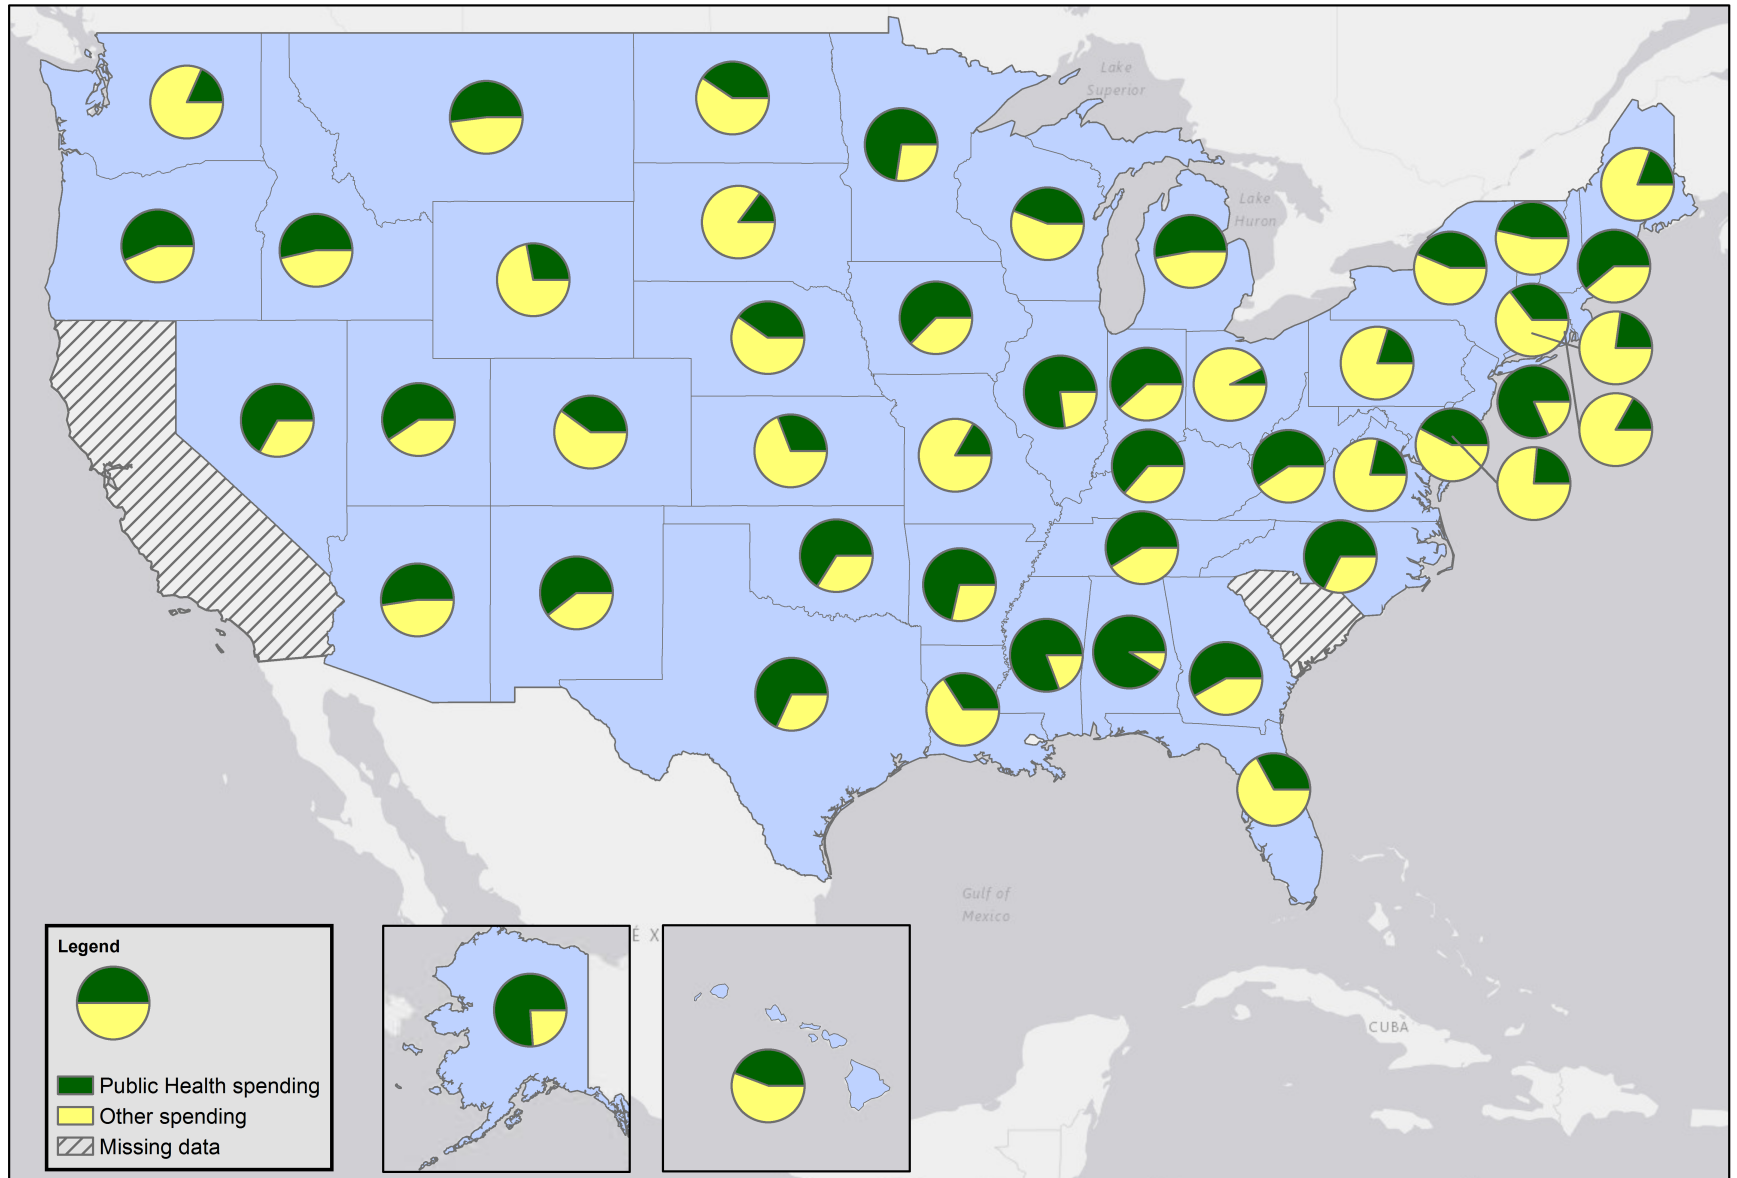 Lake
Superior
Lake
Huron
Gulf of
Mexico
É X
CUBA
Legend
Public Health spending
Other spending
Missing data